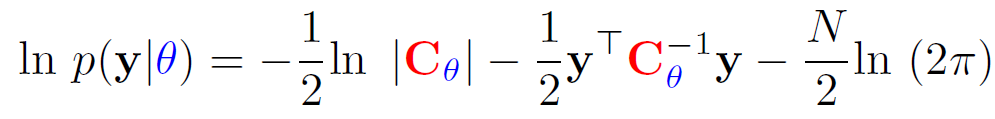 ln p(𝐲|θ) = −½ ln |𝐂_θ| − ½ 𝐲^⊤ 𝐂_θ^{−1} 𝐲 − N/2 ln (2π)